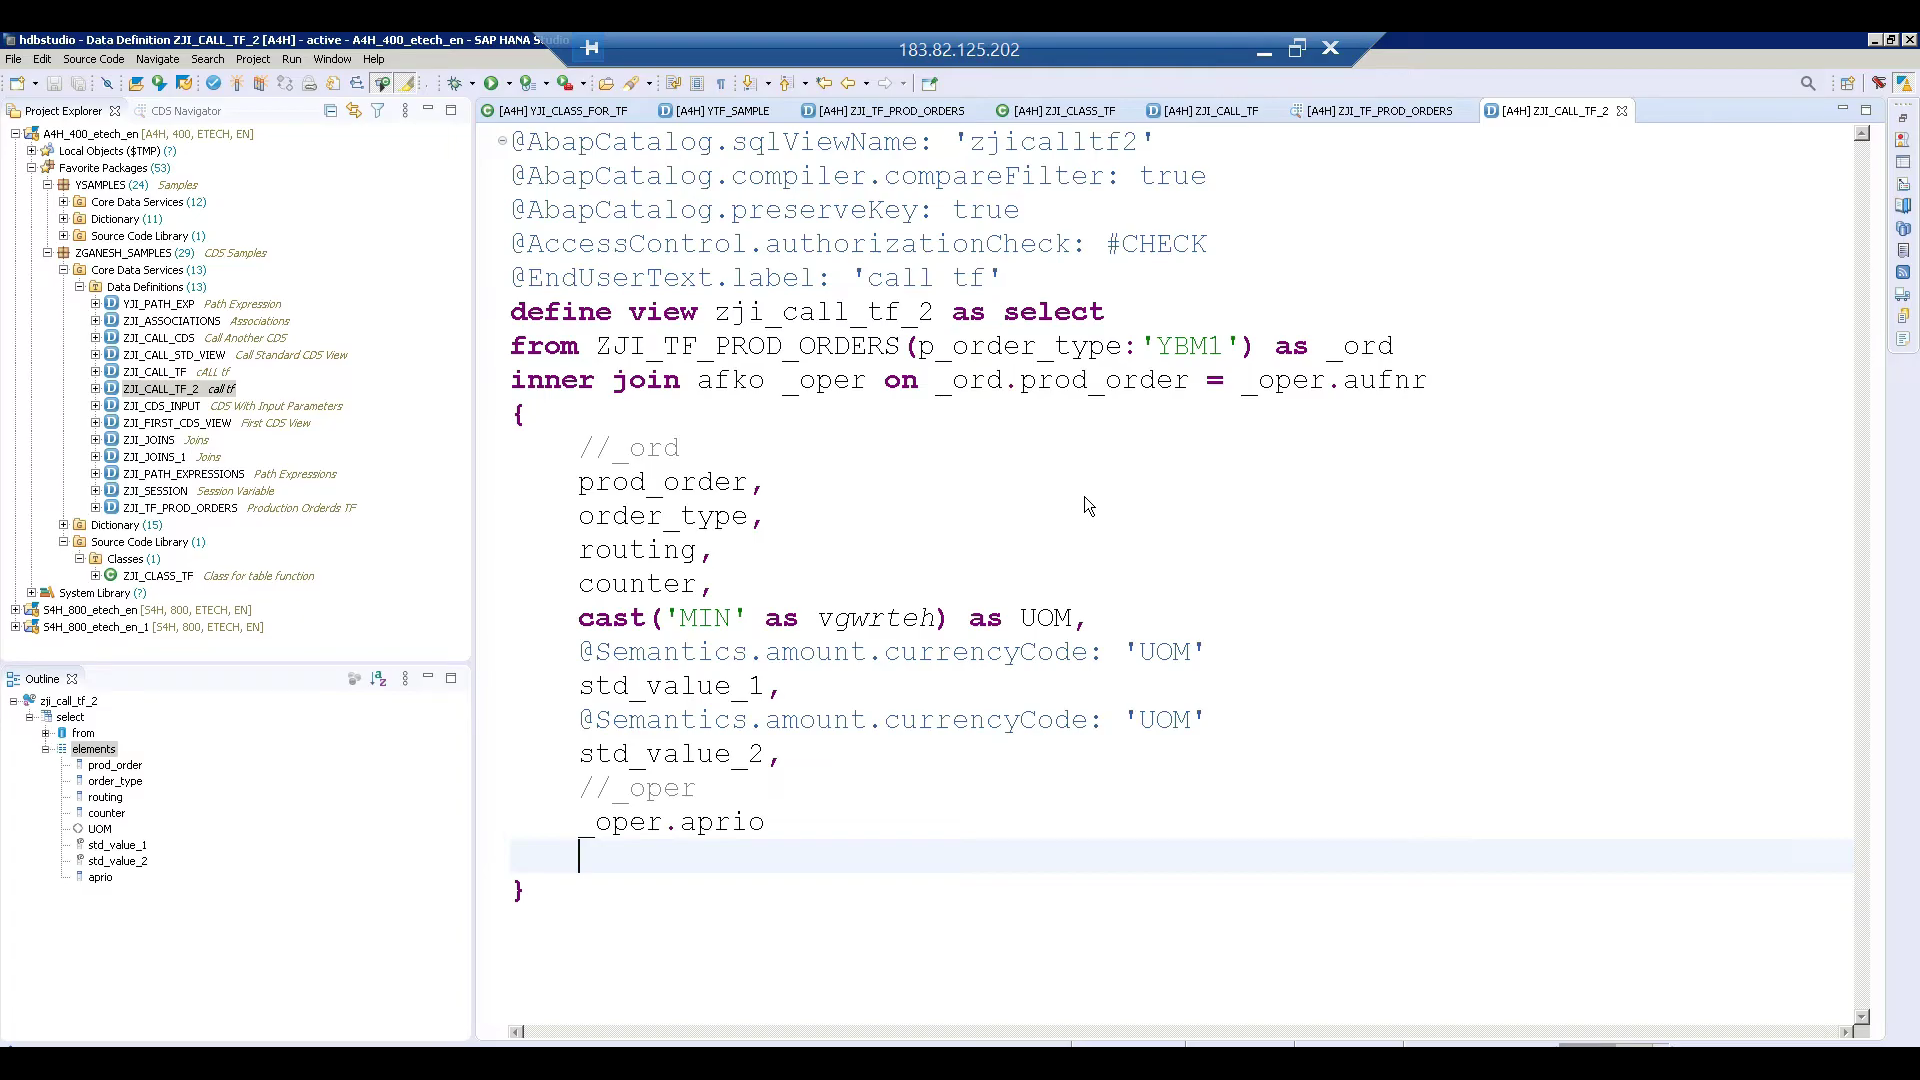 hdbstudio - Data Definition ZJI_CALL_TF_2 [A4H] - active - A4H_400_etech_en - SAP HANA Studio
183.82.125.202
File Edit Source Code Navigate Search Project Run Window Help
Project Explorer
CDS Navigator
A4H_400_etech_en [A4H, 400, ETECH, EN]
Local Objects ($TMP) (?)
Favorite Packages (53)
YSAMPLES (24) Samples
Core Data Services (12)
Dictionary (11)
Source Code Library (1)
ZGANESH_SAMPLES (29) CDS Samples
Core Data Services (13)
Data Definitions (13)
YJI_PATH_EXP Path Expression
ZJI_ASSOCIATIONS Associations
ZJI_CALL_CDS Call Another CDS
ZJI_CALL_STD_VIEW Call Standard CDS View
ZJI_CALL_TF cALL tf
ZJI_CALL_TF_2 call tf
ZJI_CDS_INPUT CDS With Input Parameters
ZJI_FIRST_CDS_VIEW First CDS View
ZJI_JOINS Joins
ZJI_JOINS_1 Joins
ZJI_PATH_EXPRESSIONS Path Expressions
ZJI_SESSION Session Variable
ZJI_TF_PROD_ORDERS Production Orderds TF
Dictionary (15)
Source Code Library (1)
Classes (1)
ZJI_CLASS_TF Class for table function
System Library (?)
S4H_800_etech_en [S4H, 800, ETECH, EN]
S4H_800_etech_en_1 [S4H, 800, ETECH, EN]
Outline
zji_call_tf_2
select
from
elements
prod_order
order_type
routing
counter
UOM
std_value_1
std_value_2
aprio
[A4H] YJI_CLASS_FOR_TF
[A4H] YTF_SAMPLE
[A4H] ZJI_TF_PROD_ORDERS
[A4H] ZJI_CLASS_TF
[A4H] ZJI_CALL_TF
[A4H] ZJI_TF_PROD_ORDERS
[A4H] ZJI_CALL_TF_2
@AbapCatalog.sqlViewName: 'zjicalltf2'
@AbapCatalog.compiler.compareFilter: true
@AbapCatalog.preserveKey: true
@AccessControl.authorizationCheck: #CHECK
@EndUserText.label: 'call tf'
define view zji_call_tf_2 as select
from ZJI_TF_PROD_ORDERS(p_order_type:'YBM1') as _ord
inner join afko _oper on _ord.prod_order = _oper.aufnr
{
//_ord
prod_order,
order_type,
routing,
counter,
cast('MIN' as vgwrteh) as UOM,
@Semantics.amount.currencyCode: 'UOM'
std_value_1,
@Semantics.amount.currencyCode: 'UOM'
std_value_2,
//_oper
_oper.aprio
}